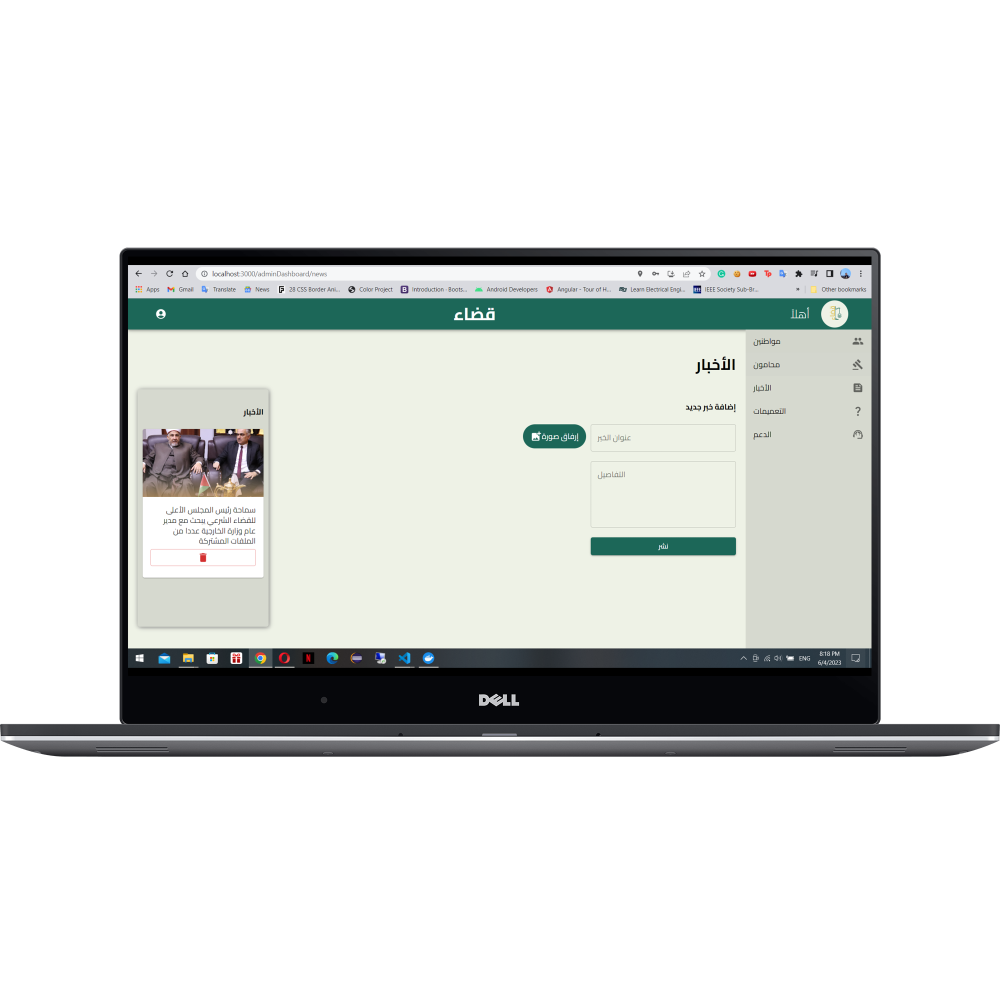 localhost:3000/adminDashboard/news
Apps
Gmail
Translate
News
28 CSS Border Ani...
Color Project
Introduction · Boots...
Android Developers
Angular - Tour of H...
Learn Electrical Engi...
IEEE
IEEE Society Sub-Br...
»
Other bookmarks
أهلاً
قضاء
مواطنين
محامون
الأخبار
التعميمات
الدعم
الأخبار
إضافة خبر جديد
عنوان الخبر
إرفاق صورة
التفاصيل
نشر
الأخبار
سماحة رئيس المجلس الأعلى
للقضاء الشرعي يبحث مع مدير
عام وزارة الخارجية عددا من
الملفات المشتركة
ENG
8:18 PM
6/4/2023
DELL